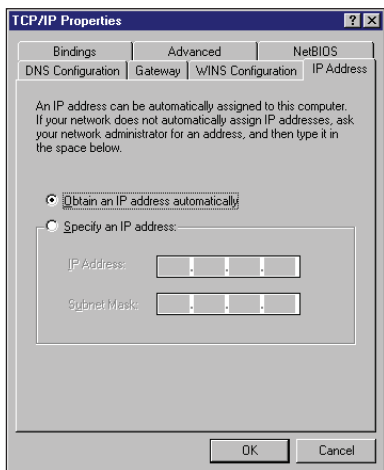 TCP/IP Properties
Bindings
Advanced
NetBIOS
DNS Configuration
Gateway
WINS Configuration
IP Address
An IP address can be automatically assigned to this computer.
If your network does not automatically assign IP addresses, ask
your network administrator for an address, and then type it in
the space below.
Obtain an IP address automatically
Specify an IP address:
IP Address:
Subnet Mask:
OK
Cancel